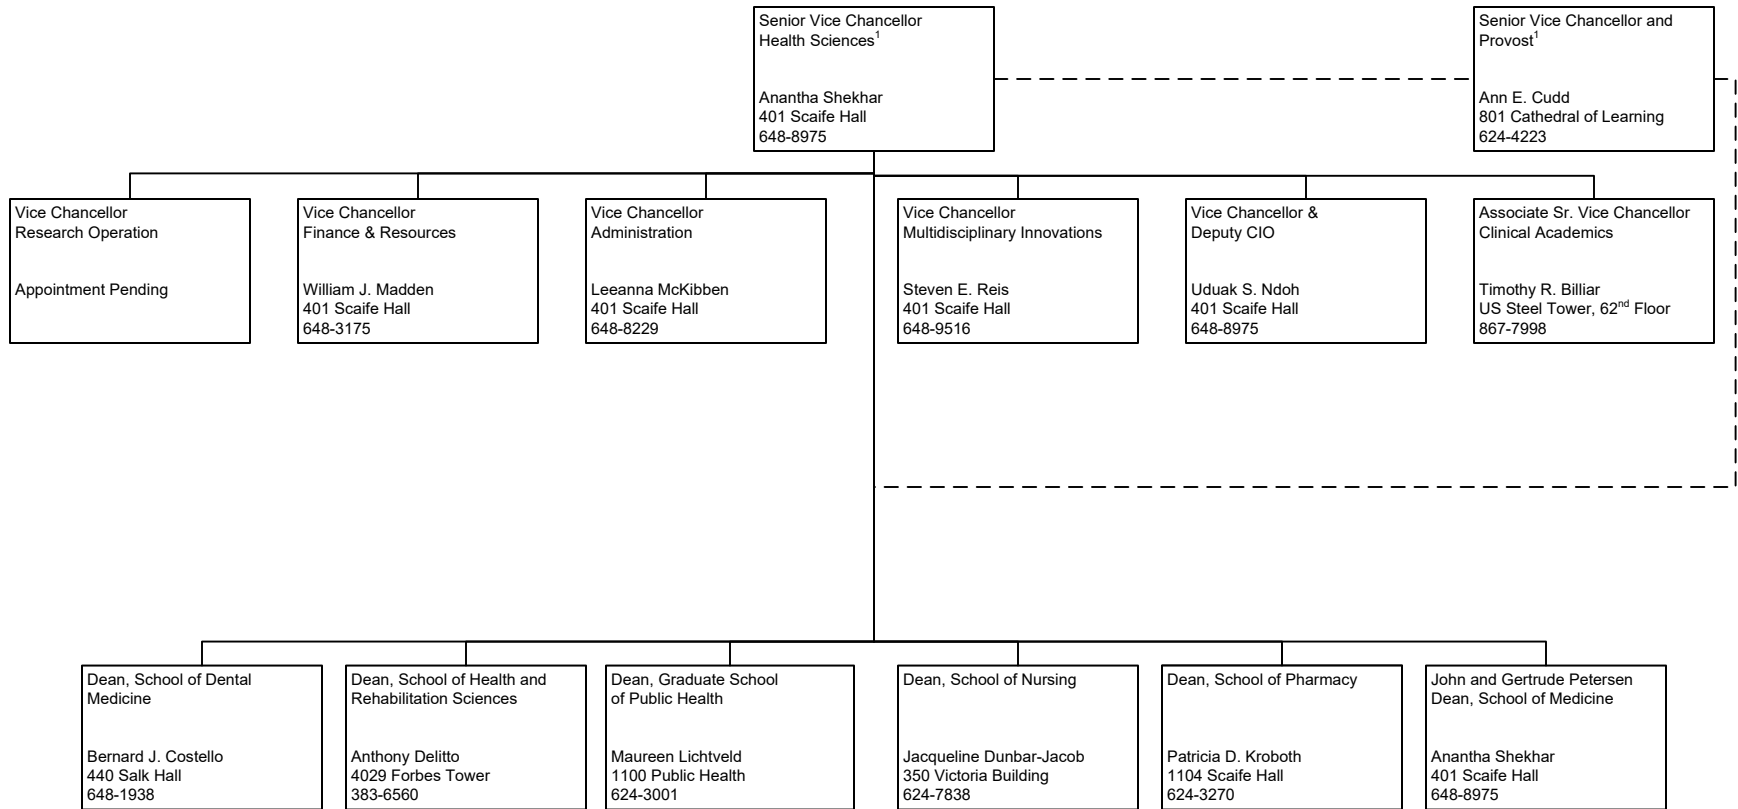 Senior Vice Chancellor
Health Sciences1
Anantha Shekhar
401 Scaife Hall
648-8975
Senior Vice Chancellor and
Provost1
Ann E. Cudd
801 Cathedral of Learning
624-4223
Vice Chancellor
Research Operation
Appointment Pending
Vice Chancellor
Finance & Resources
William J. Madden
401 Scaife Hall
648-3175
Vice Chancellor
Administration
Leeanna McKibben
401 Scaife Hall
648-8229
Vice Chancellor
Multidisciplinary Innovations
Steven E. Reis
401 Scaife Hall
648-9516
Vice Chancellor &
Deputy CIO
Uduak S. Ndoh
401 Scaife Hall
648-8975
Associate Sr. Vice Chancellor
Clinical Academics
Timothy R. Billiar
US Steel Tower, 62nd Floor
867-7998
Dean, School of Dental
Medicine
Bernard J. Costello
440 Salk Hall
648-1938
Dean, School of Health and
Rehabilitation Sciences
Anthony Delitto
4029 Forbes Tower
383-6560
Dean, Graduate School
of Public Health
Maureen Lichtveld
1100 Public Health
624-3001
Dean, School of Nursing
Jacqueline Dunbar-Jacob
350 Victoria Building
624-7838
Dean, School of Pharmacy
Patricia D. Kroboth
1104 Scaife Hall
624-3270
John and Gertrude Petersen
Dean, School of Medicine
Anantha Shekhar
401 Scaife Hall
648-8975